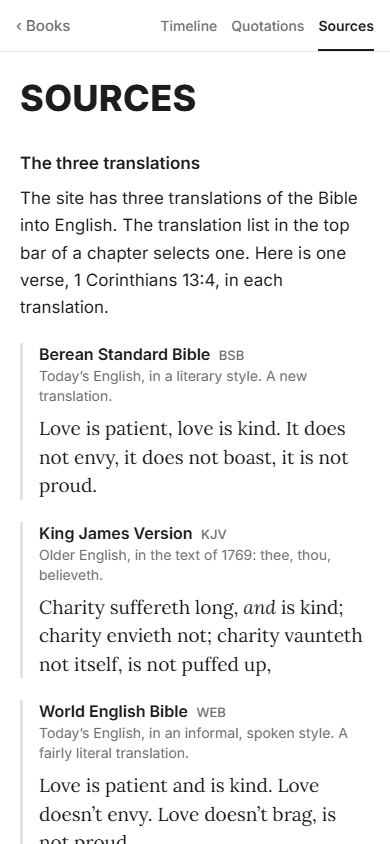 ‹ Books Timeline Quotations Sources
SOURCES
The three translations
The site has three translations of the Bible
into English. The translation list in the top
bar of a chapter selects one. Here is one
verse, 1 Corinthians 13:4, in each
translation.
Berean Standard Bible BSB
Today’s English, in a literary style. A new
translation.
Love is patient, love is kind. It does
not envy, it does not boast, it is not
proud.
King James Version KJV
Older English, in the text of 1769: thee, thou,
believeth.
Charity suffereth long, and is kind;
charity envieth not; charity vaunteth
not itself, is not puffed up,
World English Bible WEB
Today’s English, in an informal, spoken style. A
fairly literal translation.
Love is patient and is kind. Love
doesn’t envy. Love doesn’t brag, is
not proud